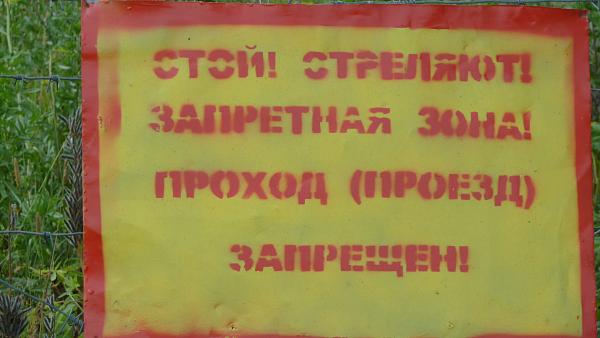 СТОЙ! СТРЕЛЯЮТ!
ЗАПРЕТНАЯ ЗОНА!
ПРОХОД (ПРОЕЗД)
ЗАПРЕЩЕН!